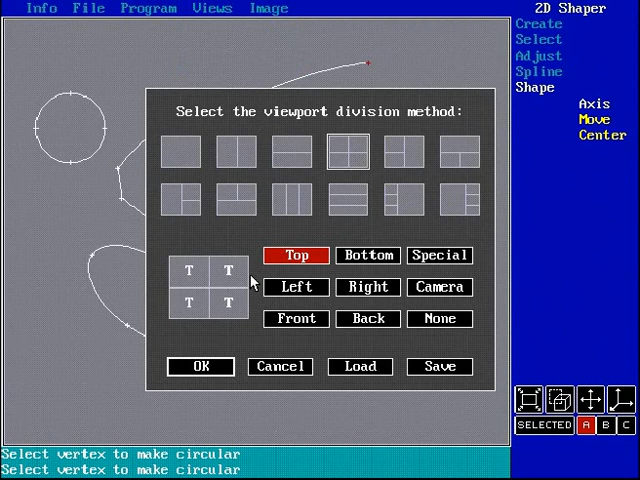 Info File Program Views Image 2D Shaper
Create
Select
Adjust
Spline
Shape
Axis
Move
Center
Select the viewport division method:
T T
T T
Top Bottom Special
Left Right Camera
Front Back None
OK Cancel Load Save
SELECTED A B C
Select vertex to make circular
Select vertex to make circular